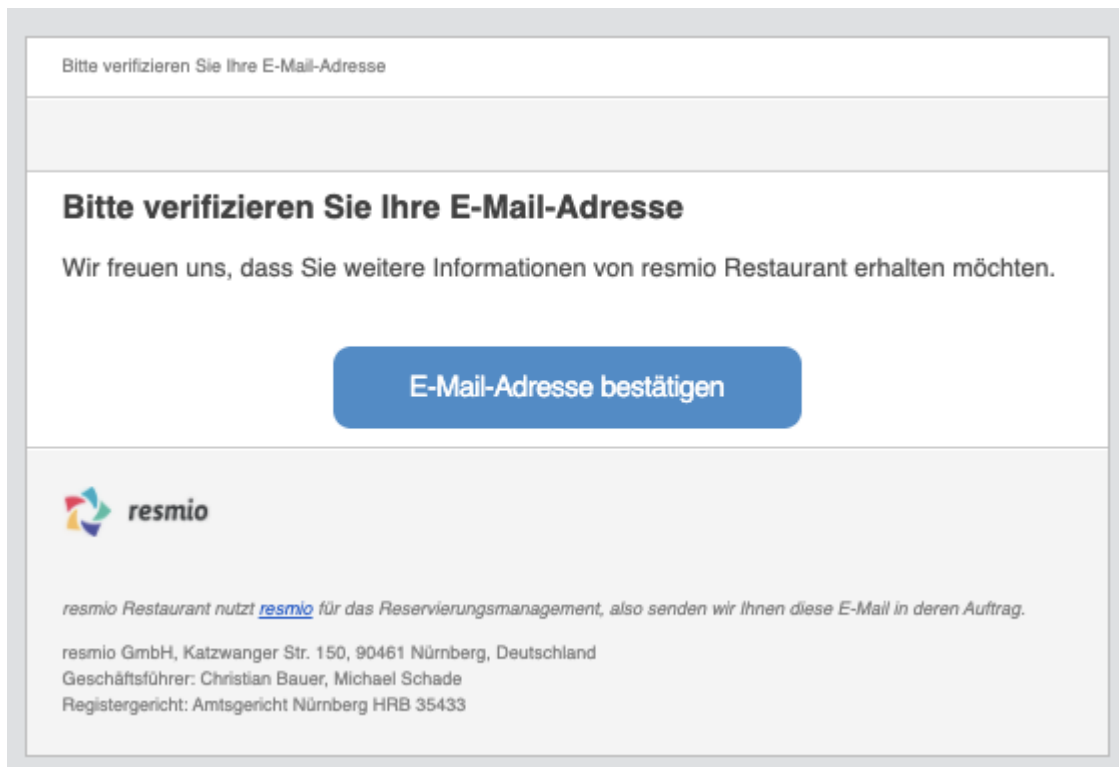 Bitte verifizieren Sie Ihre E-Mail-Adresse
Bitte verifizieren Sie Ihre E-Mail-Adresse
Wir freuen uns, dass Sie weitere Informationen von resmio Restaurant erhalten möchten.
E-Mail-Adresse bestätigen
resmio
resmio Restaurant nutzt resmio für das Reservierungsmanagement, also senden wir Ihnen diese E-Mail in deren Auftrag.
resmio GmbH, Katzwanger Str. 150, 90461 Nürnberg, Deutschland
Geschäftsführer: Christian Bauer, Michael Schade
Registergericht: Amtsgericht Nürnberg HRB 35433